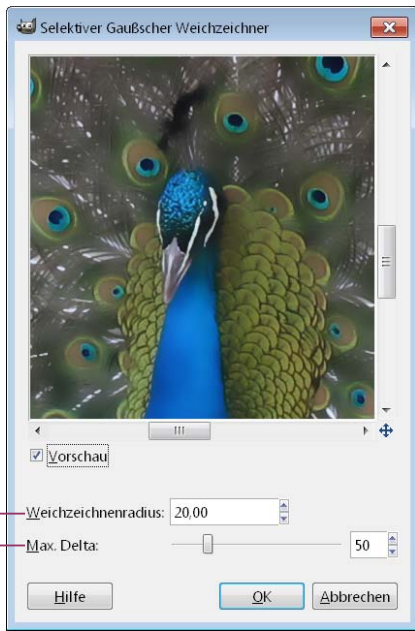 Selektiver Gaußscher Weichzeichner
Vorschau
Weichzeichnenradius: 20,00
Max. Delta: 50
Hilfe OK Abbrechen